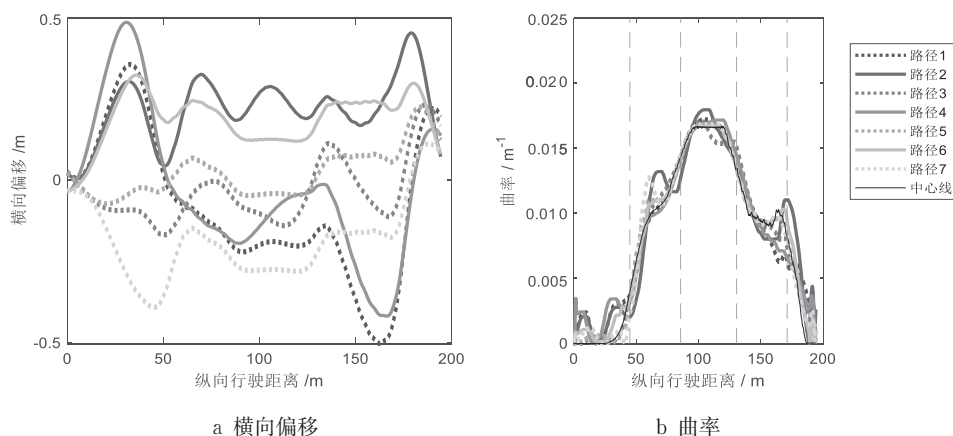 0.5
0
-0.5
横向偏移 /m
0 50 100 150 200
纵向行驶距离 / m
a 横向偏移
0.025
0.020
0.015
0.010
0.005
0
曲率 / m⁻¹
0 50 100 150 200
纵向行驶距离 / m
b 曲率
路径1
路径2
路径3
路径4
路径5
路径6
路径7
中心线